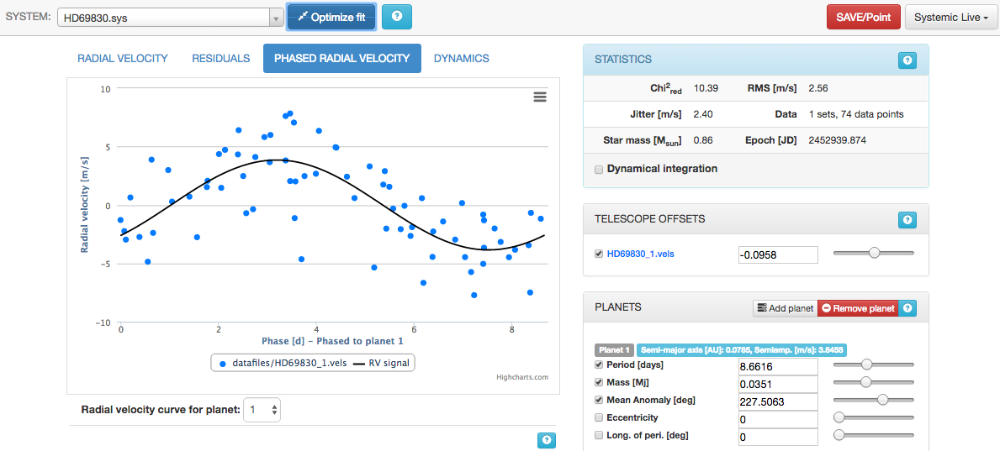 SYSTEM: HD69830.sys Optimize fit ? SAVE/Point Systemic Live
RADIAL VELOCITY RESIDUALS PHASED RADIAL VELOCITY DYNAMICS
10
5
0
−5
−10
Radial velocity [m/s]
0 2 4 6 8
Phase [d] – Phased to planet 1
datafiles/HD69830_1.vels RV signal
Highcharts.com
Radial velocity curve for planet: 1
?
STATISTICS ?
Chi²red 10.39 RMS [m/s] 2.56
Jitter [m/s] 2.40 Data 1 sets, 74 data points
Star mass [Msun] 0.86 Epoch [JD] 2452939.874
Dynamical integration
TELESCOPE OFFSETS ?
HD69830_1.vels -0.0958
PLANETS Add planet Remove planet ?
Planet 1 Semi-major axis [AU]: 0.0785, Semiamp. [m/s]: 3.8456
Period [days] 8.6616
Mass [Mj] 0.0351
Mean Anomaly [deg] 227.5063
Eccentricity 0
Long. of peri. [deg] 0